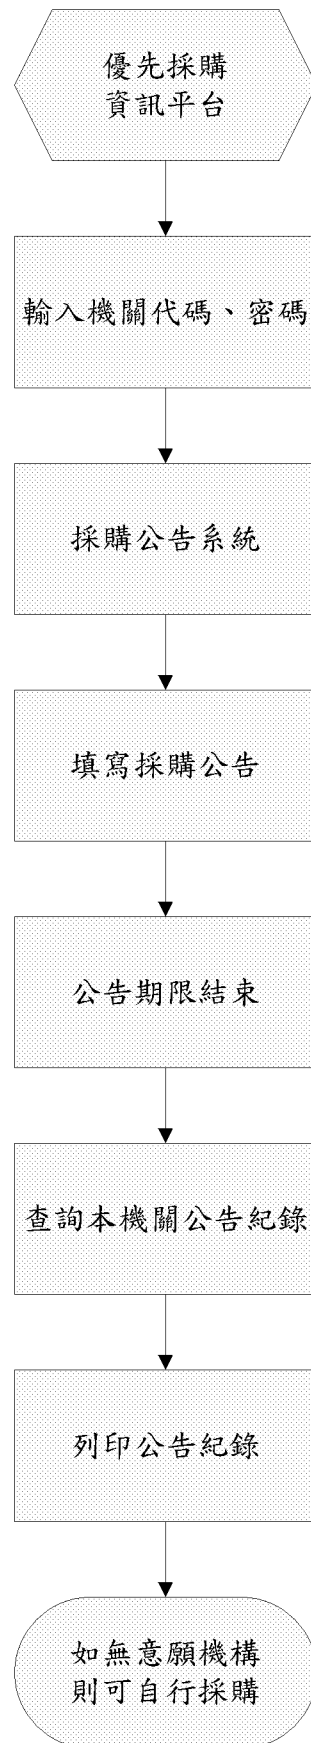 優先採購
資訊平台
輸入機關代碼、密碼
採購公告系統
填寫採購公告
公告期限結束
查詢本機關公告紀錄
列印公告紀錄
如無意願機構
則可自行採購